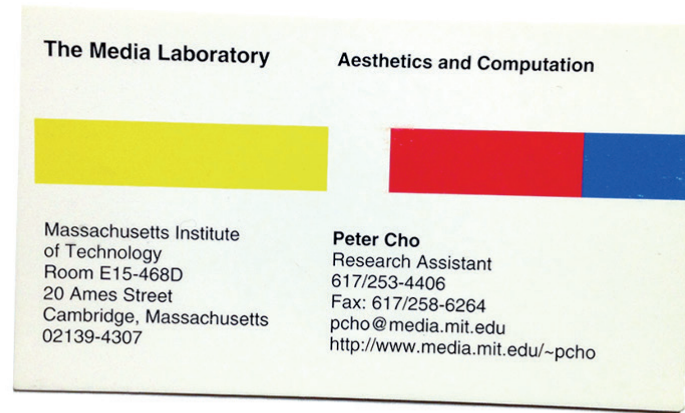 The Media Laboratory
Aesthetics and Computation
Massachusetts Institute
of Technology
Room E15-468D
20 Ames Street
Cambridge, Massachusetts
02139-4307
Peter Cho
Research Assistant
617/253-4406
Fax: 617/258-6264
pcho@media.mit.edu
http://www.media.mit.edu/~pcho